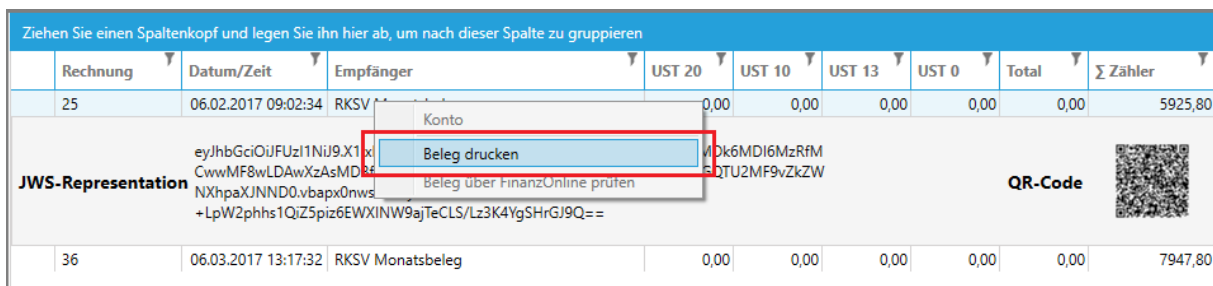 Ziehen Sie einen Spaltenkopf und legen Sie ihn hier ab, um nach dieser Spalte zu gruppieren
Rechnung Datum/Zeit Empfänger UST 20 UST 10 UST 13 UST 0 Total Σ Zähler
25 06.02.2017 09:02:34 RKSV 0,00 0,00 0,00 0,00 0,00 5925,80
Konto
Beleg drucken
Beleg über FinanzOnline prüfen
JWS-Representation
+LpW2phhs1QiZ5piz6EWXINW9ajTeCLS/Lz3K4YgSHrGJ9Q==
QR-Code
36 06.03.2017 13:17:32 RKSV Monatsbeleg 0,00 0,00 0,00 0,00 0,00 7947,80